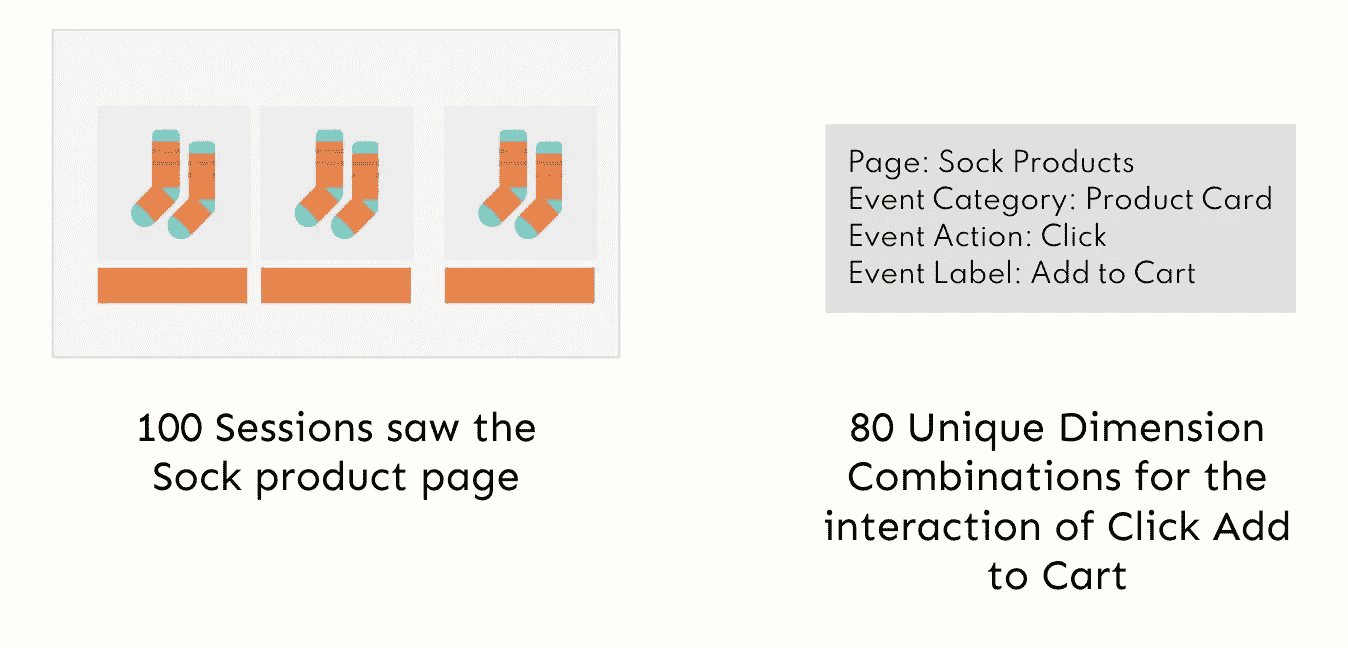 Page: Sock Products
Event Category: Product Card
Event Action: Click
Event Label: Add to Cart
100 Sessions saw the
Sock product page
80 Unique Dimension
Combinations for the
interaction of Click Add
to Cart